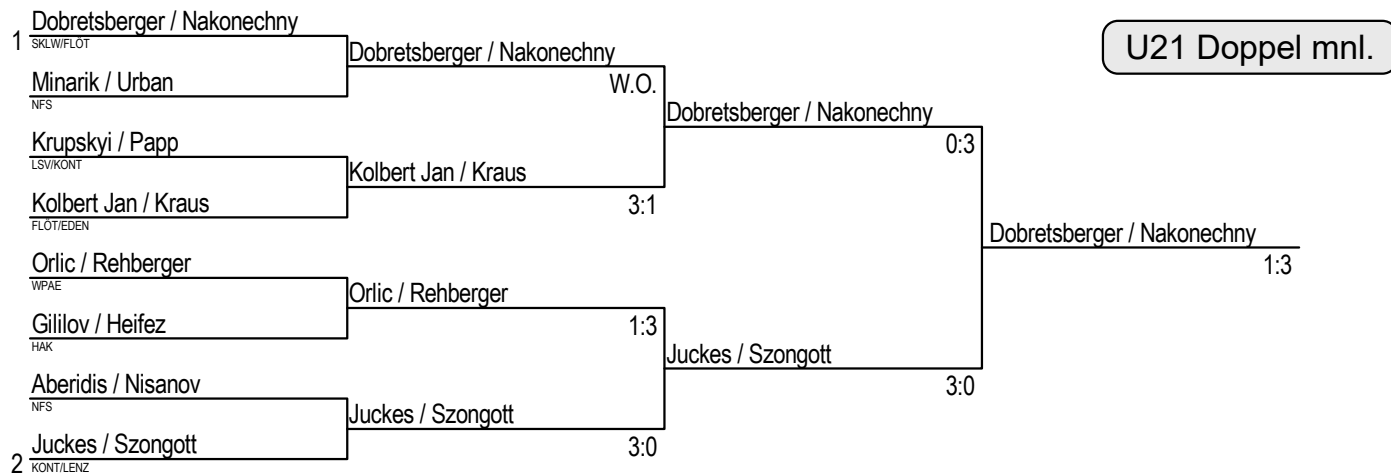 U21 Doppel mnl.
1
Dobretsberger / Nakonechny
SKLW/FLÖT
Minarik / Urban
NFS
Krupskyi / Papp
LSV/KONT
Kolbert Jan / Kraus
FLÖT/EDEN
Orlic / Rehberger
WPAE
Gililov / Heifez
HAK
Aberidis / Nisanov
NFS
2
Juckes / Szongott
KONT/LENZ
Dobretsberger / Nakonechny
W.O.
Kolbert Jan / Kraus
3:1
Orlic / Rehberger
1:3
Juckes / Szongott
3:0
Dobretsberger / Nakonechny
0:3
Juckes / Szongott
3:0
Dobretsberger / Nakonechny
1:3